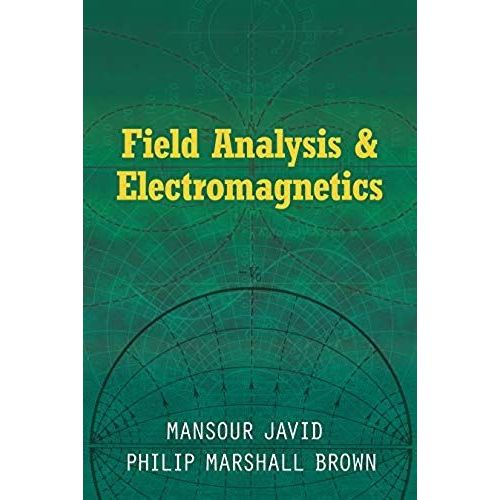 Field Analysis &
Electromagnetics
MANSOUR JAVID
PHILIP MARSHALL BROWN